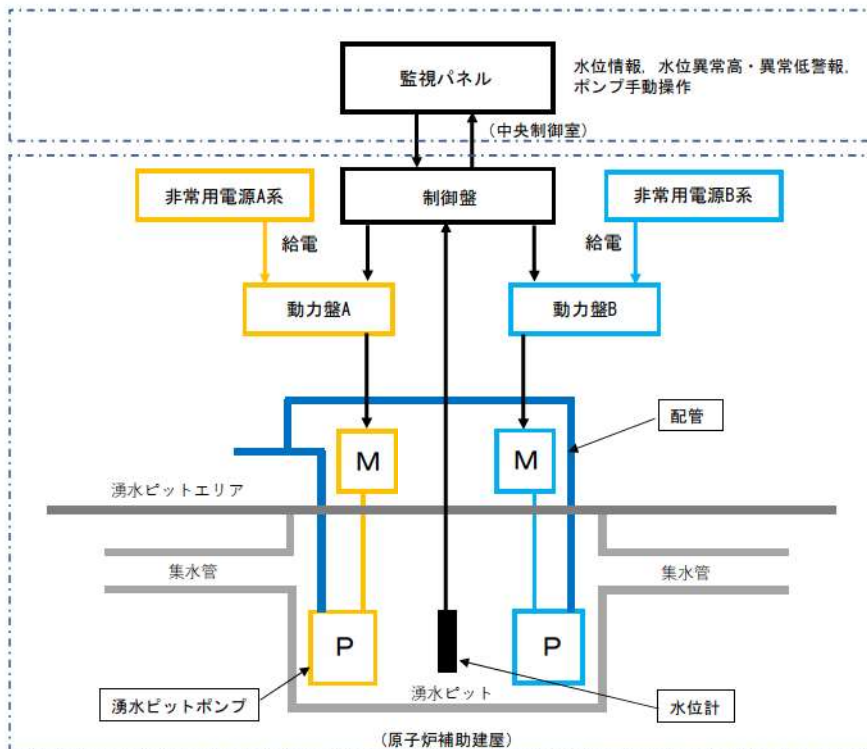 監視パネル
水位情報，水位異常高・異常低警報，
ポンプ手動操作
（中央制御室）
非常用電源A系
制御盤
非常用電源B系
給電
給電
動力盤A
動力盤B
配管
M
M
湧水ピットエリア
集水管
集水管
P
P
湧水ピットポンプ
湧水ピット
水位計
（原子炉補助建屋）